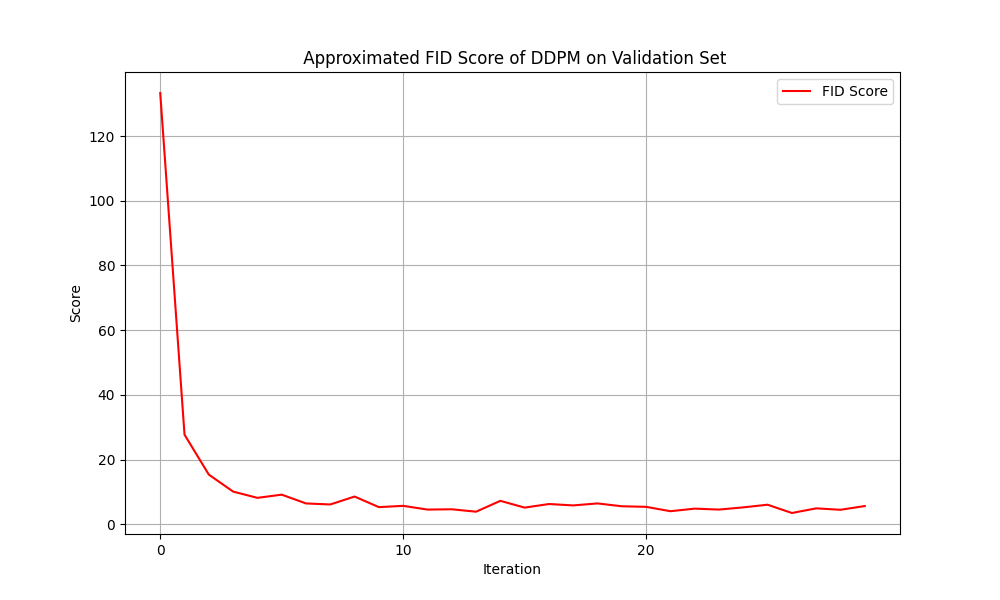 Approximated FID Score of DDPM on Validation Set
FID Score
120
100
80
60
40
20
0
Score
0 10 20
Iteration